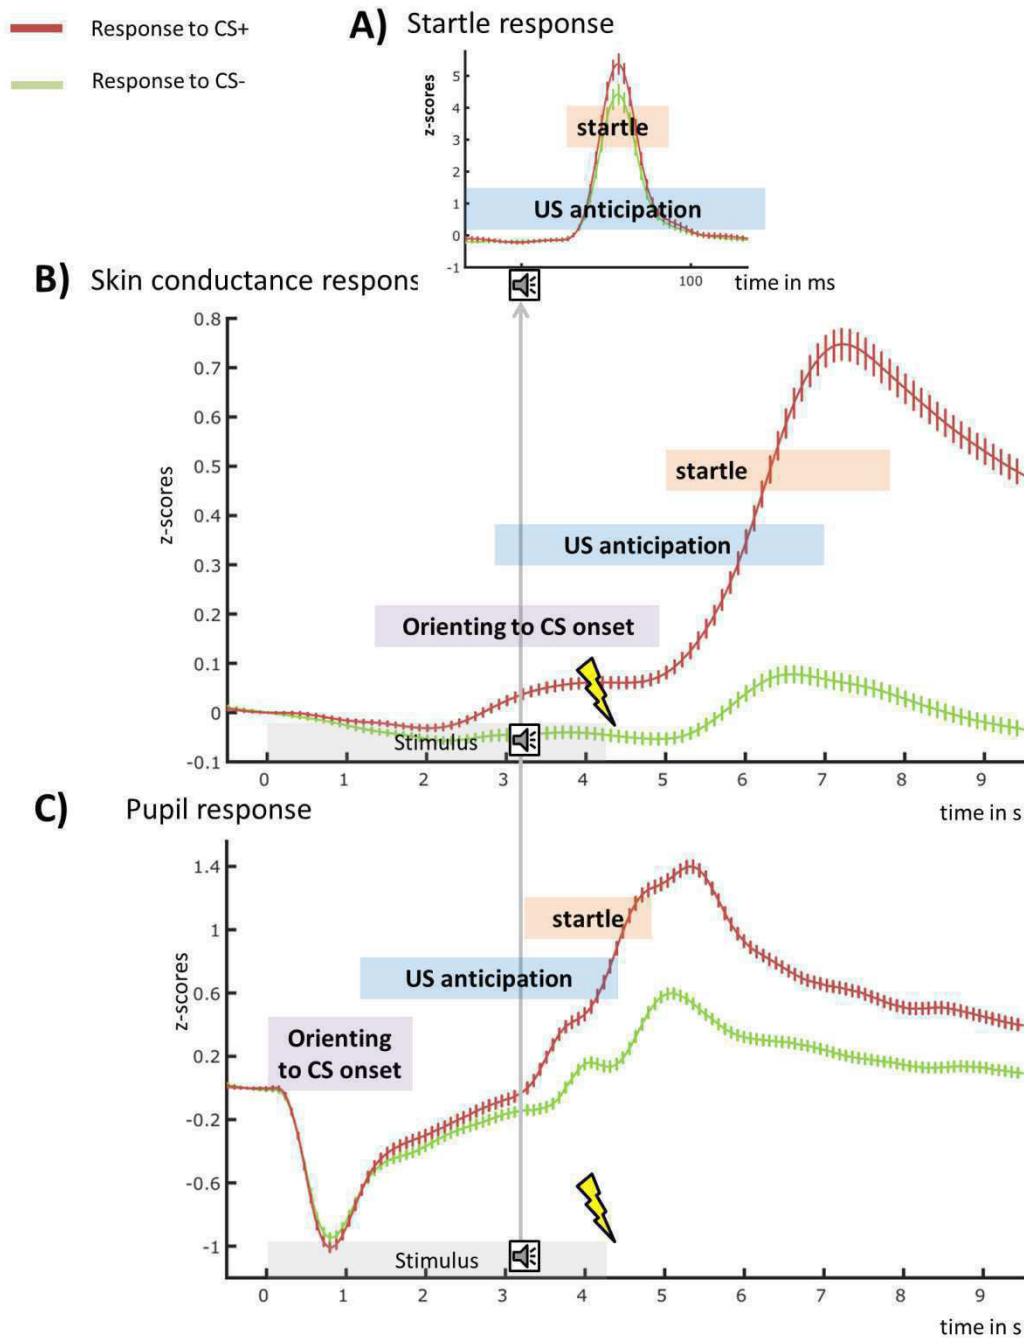 Response to CS+
Response to CS-
A) Startle response
z-scores
5
4
3
2
1
0
-1
startle
US anticipation
100
time in ms
B) Skin conductance respons
z-scores
0.8
0.7
0.6
0.5
0.4
0.3
0.2
0.1
0
-0.1
startle
US anticipation
Orienting to CS onset
Stimulus
0 1 2 3 4 5 6 7 8 9
time in s
C) Pupil response
z-scores
1.4
1
0.6
0.2
-0.2
-0.6
-1
startle
US anticipation
Orienting
to CS onset
Stimulus
0 1 2 3 4 5 6 7 8 9
time in s